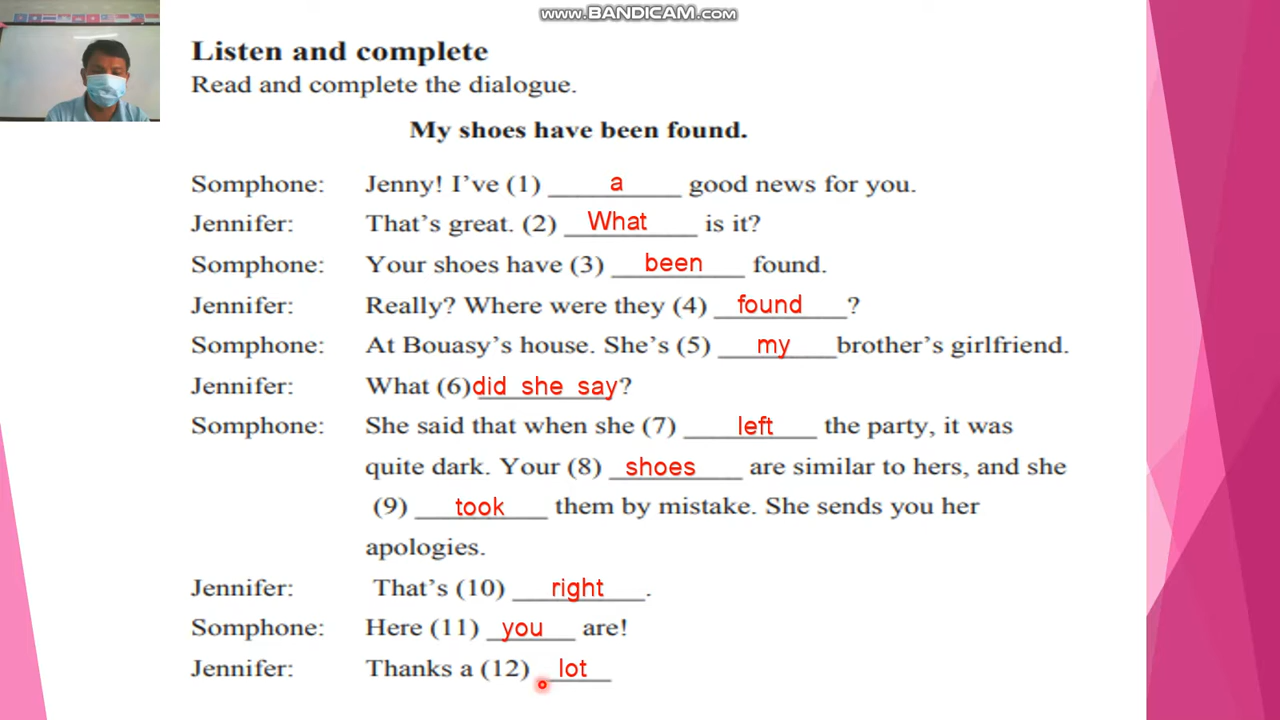 www.BANDICAM.com
Listen and complete
Read and complete the dialogue.
My shoes have been found.
Somphone: Jenny! I've (1) a good news for you.
Jennifer: That's great. (2) What is it?
Somphone: Your shoes have (3) been found.
Jennifer: Really? Where were they (4) found ?
Somphone: At Bouasy's house. She's (5) my brother's girlfriend.
Jennifer: What (6) did she say?
Somphone: She said that when she (7) left the party, it was
quite dark. Your (8) shoes are similar to hers, and she
(9) took them by mistake. She sends you her
apologies.
Jennifer: That's (10) right .
Somphone: Here (11) you are!
Jennifer: Thanks a (12) lot